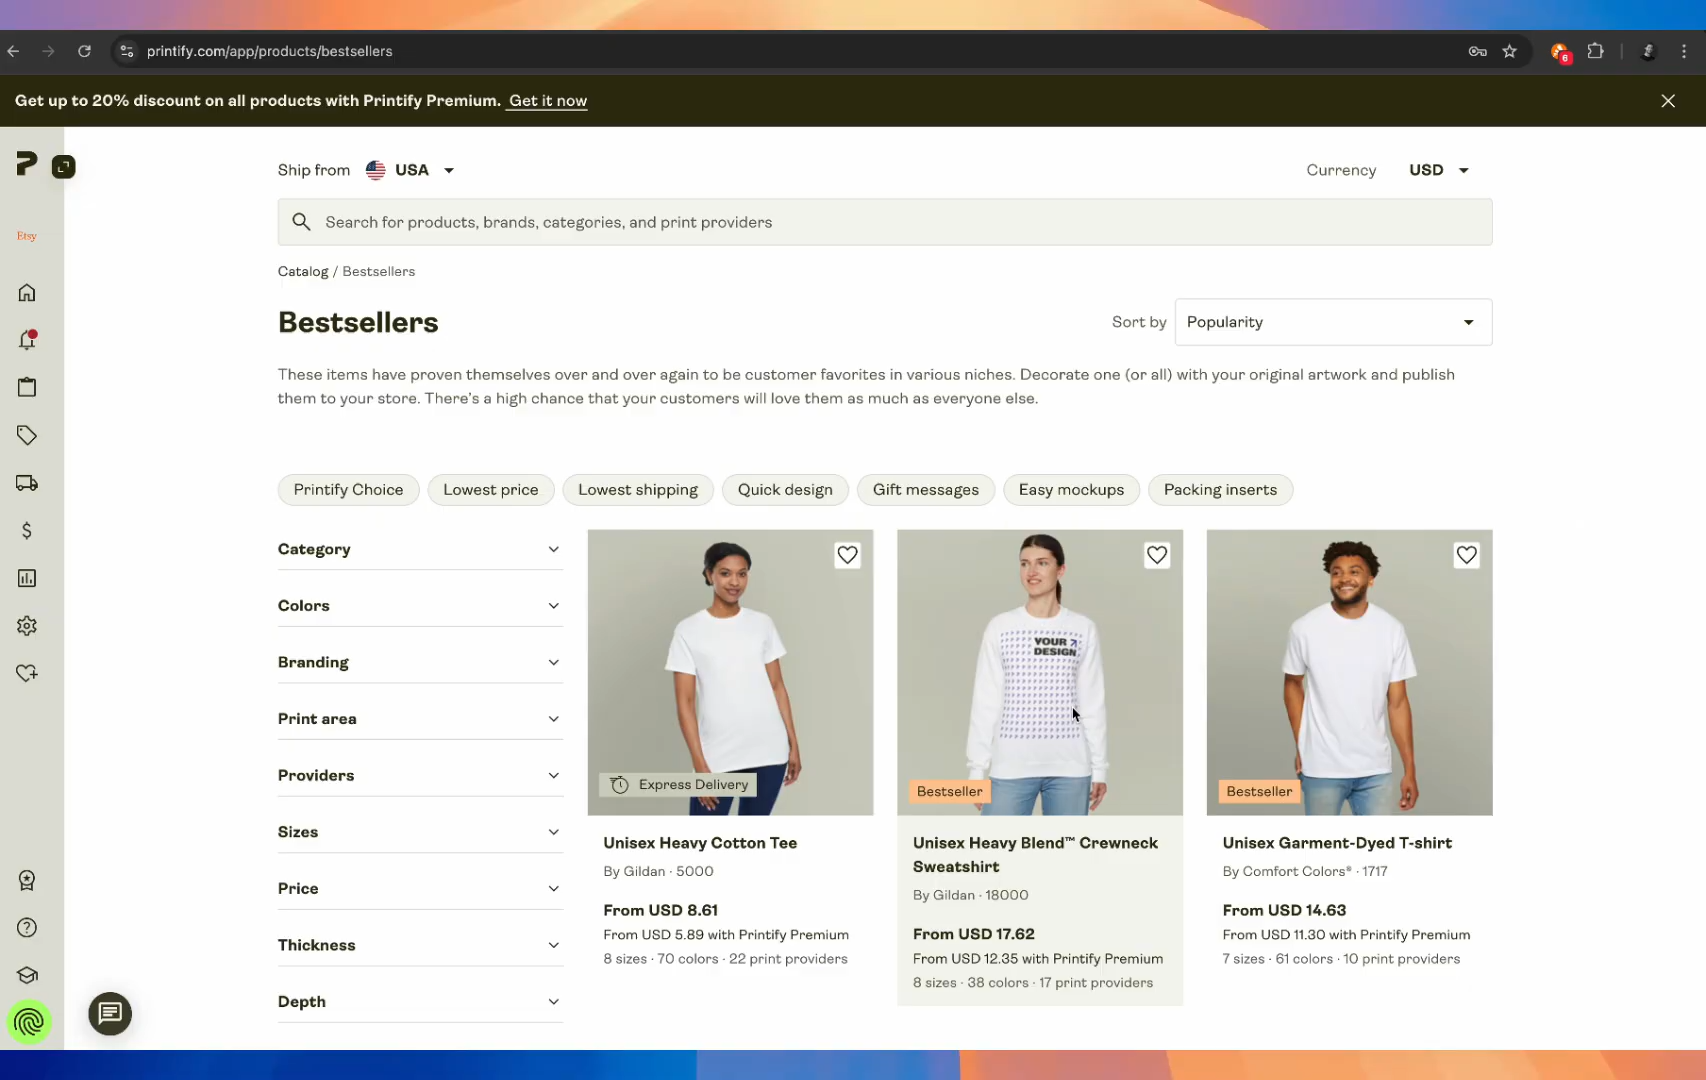 printify.com/app/products/bestsellers
6
Get up to 20% discount on all products with Printify Premium. Get it now
Ship from USA
Currency USD
Etsy
Search for products, brands, categories, and print providers
Catalog / Bestsellers
Bestsellers
Sort by Popularity
These items have proven themselves over and over again to be customer favorites in various niches. Decorate one (or all) with your original artwork and publish
them to your store. There's a high chance that your customers will love them as much as everyone else.
Printify Choice
Lowest price
Lowest shipping
Quick design
Gift messages
Easy mockups
Packing inserts
Category
Colors
Branding
Print area
Providers
Sizes
Price
Thickness
Depth
Express Delivery
Unisex Heavy Cotton Tee
By Gildan · 5000
From USD 8.61
From USD 5.89 with Printify Premium
8 sizes · 70 colors · 22 print providers
YOUR
DESIGN
Bestseller
Unisex Heavy Blend™ Crewneck
Sweatshirt
By Gildan · 18000
From USD 17.62
From USD 12.35 with Printify Premium
8 sizes · 38 colors · 17 print providers
Bestseller
Unisex Garment-Dyed T-shirt
By Comfort Colors® · 1717
From USD 14.63
From USD 11.30 with Printify Premium
7 sizes · 61 colors · 10 print providers